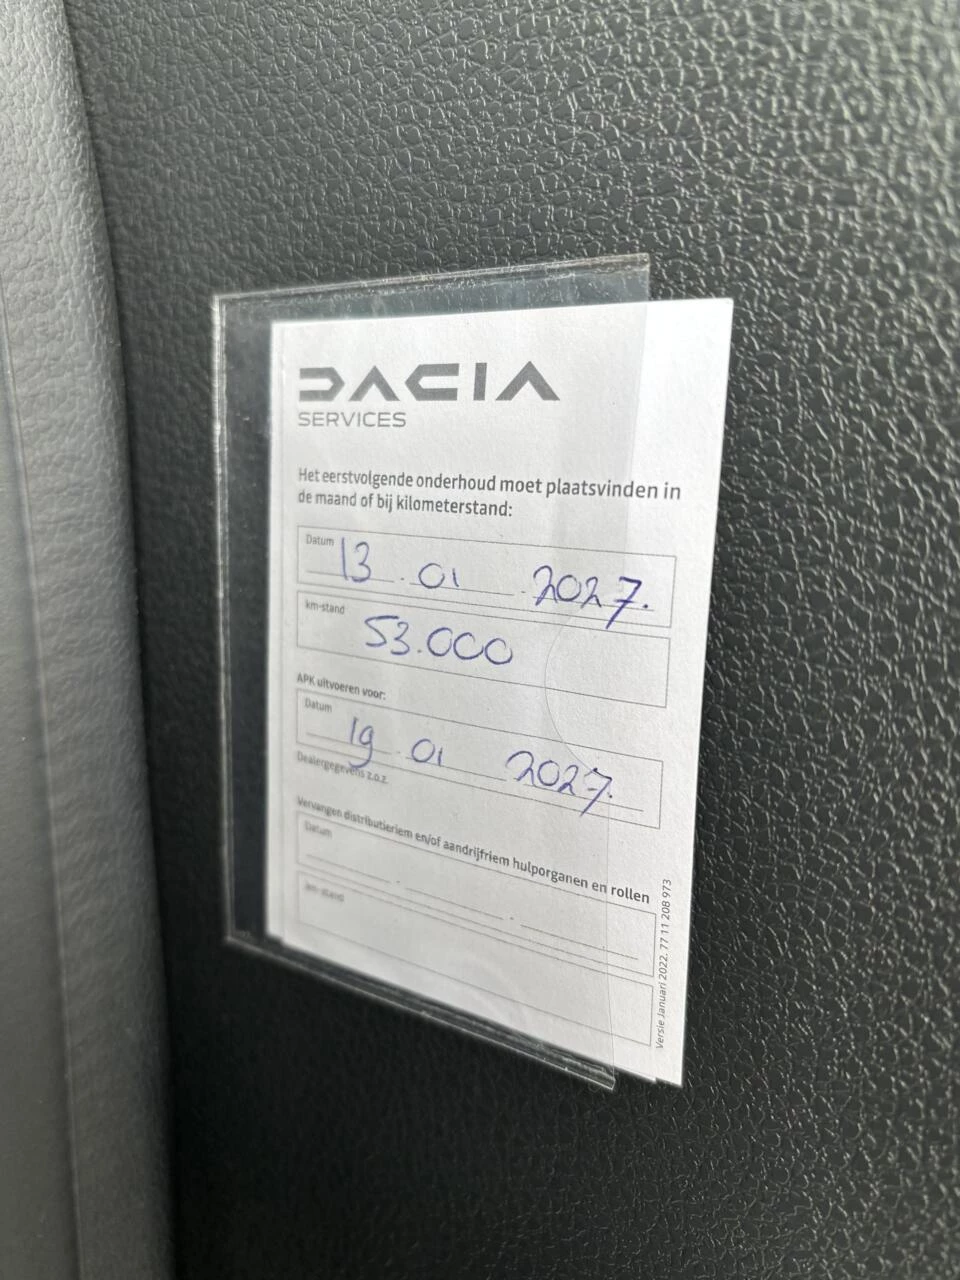 DACIA
SERVICES
Het eerstvolgende onderhoud moet plaatsvinden in
de maand of bij kilometerstand:
Datum
13 . 01 . 2027.
km-stand
53.000
APK uitvoeren voor:
Datum
19 . 01 2027.
Dealergegevens z.o.z.
Vervangen distributieriem en/of aandrijfriem hulporganen en rollen
Datum
km-stand
Versie Januari 2022. 77 11 208 973